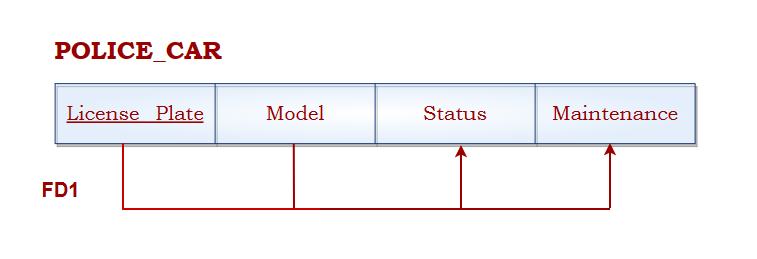 POLICE_CAR
License_Plate Model Status Maintenance
FD1